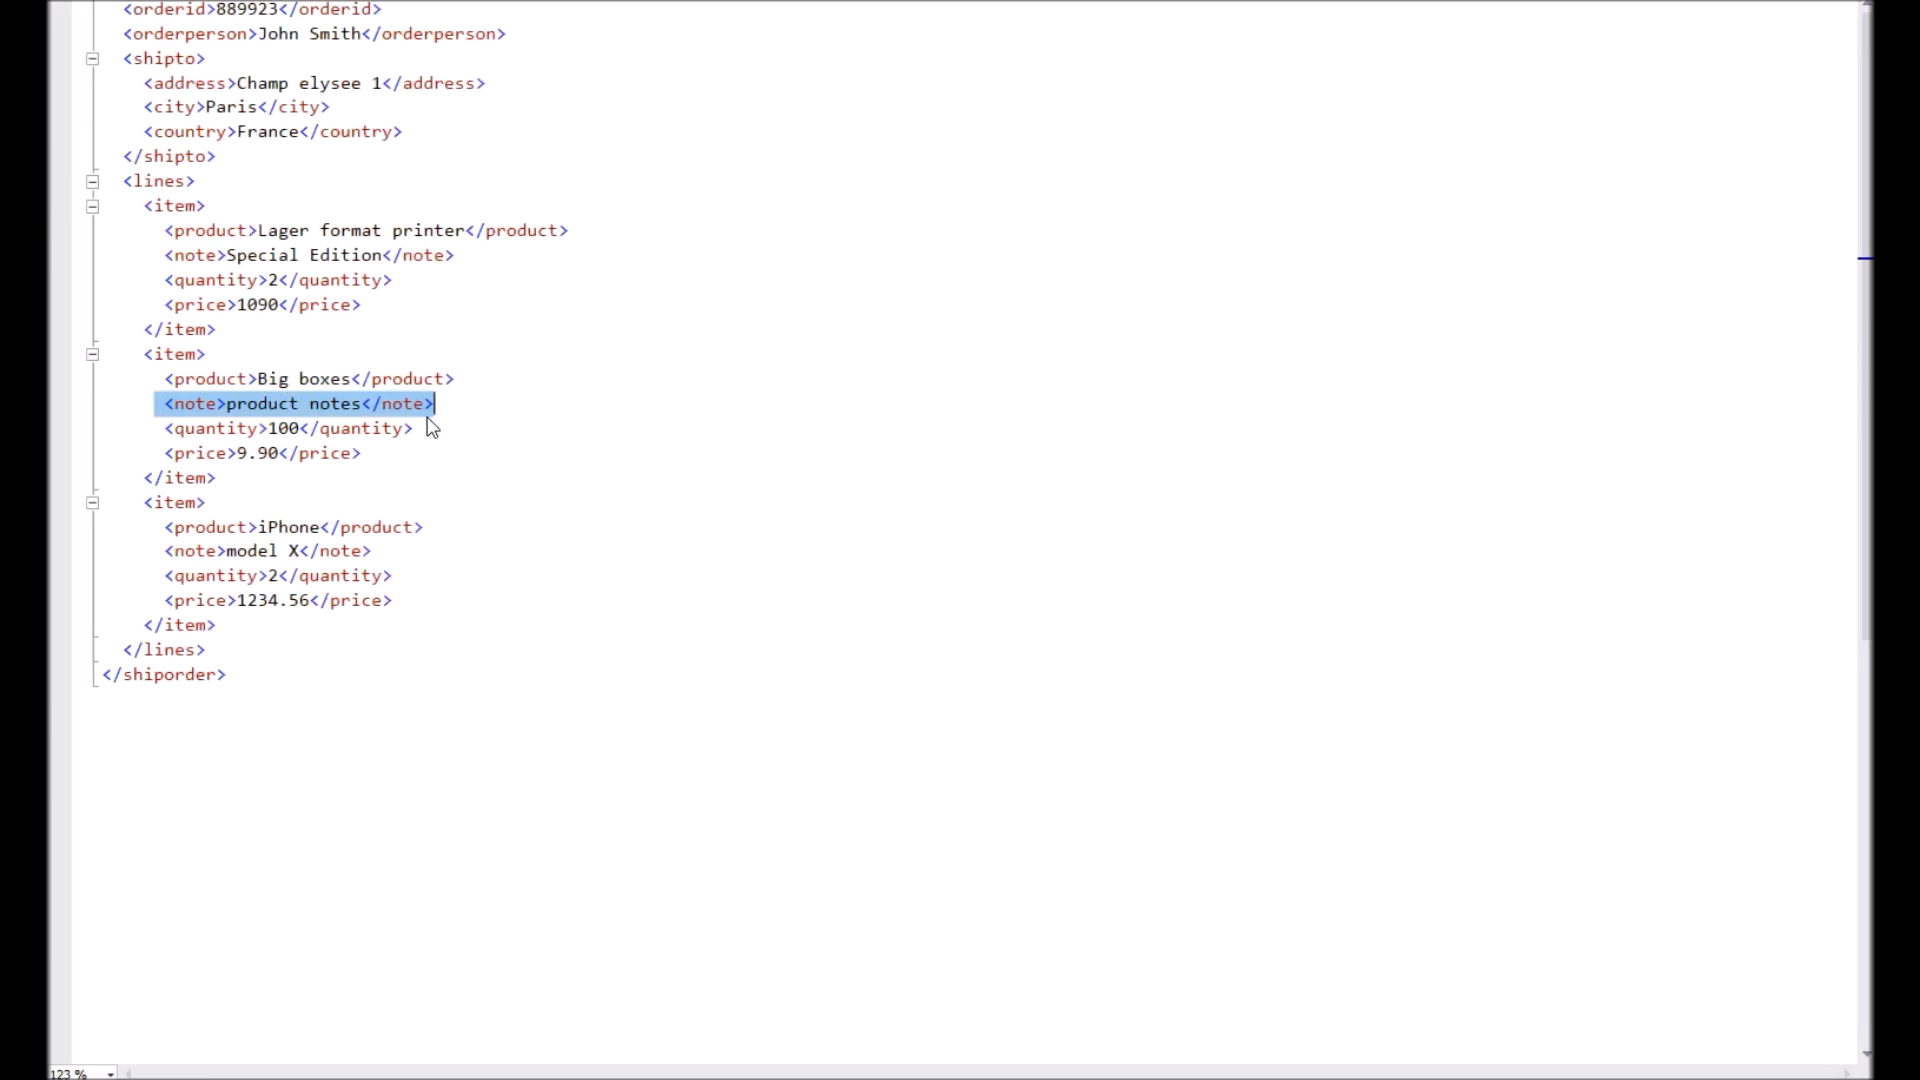 <orderid>889923</orderid>
<orderperson>John Smith</orderperson>
<shipto>
<address>Champ elysee 1</address>
<city>Paris</city>
<country>France</country>
</shipto>
<lines>
<item>
<product>Lager format printer</product>
<note>Special Edition</note>
<quantity>2</quantity>
<price>1090</price>
</item>
<item>
<product>Big boxes</product>
<note>product notes</note>
<quantity>100</quantity>
<price>9.90</price>
</item>
<item>
<product>iPhone</product>
<note>model X</note>
<quantity>2</quantity>
<price>1234.56</price>
</item>
</lines>
</shiporder>
123 %